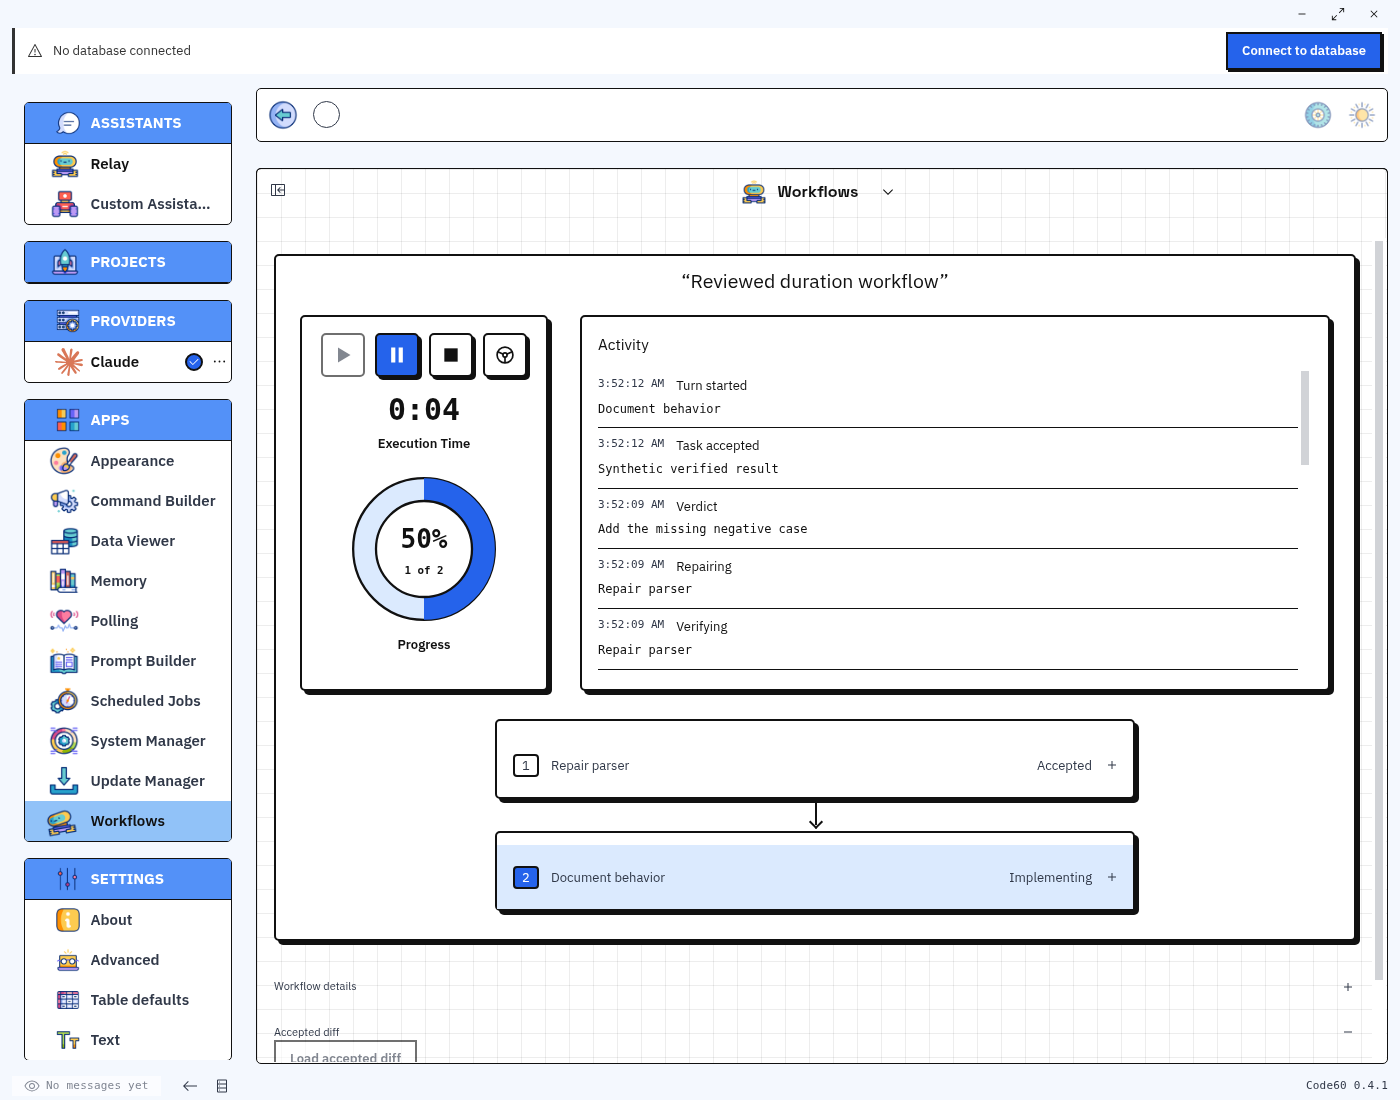 No database connected
Connect to database
ASSISTANTS
Relay
Custom Assista...
PROJECTS
PROVIDERS
Claude
APPS
Appearance
Command Builder
Data Viewer
Memory
Polling
Prompt Builder
Scheduled Jobs
System Manager
Update Manager
Workflows
SETTINGS
About
Advanced
Table defaults
Text
Workflows
“Reviewed duration workflow”
0:04
Execution Time
50%
1 of 2
Progress
Activity
3:52:12 AM Turn started
Document behavior
3:52:12 AM Task accepted
Synthetic verified result
3:52:09 AM Verdict
Add the missing negative case
3:52:09 AM Repairing
Repair parser
3:52:09 AM Verifying
Repair parser
1 Repair parser Accepted +
2 Document behavior Implementing +
Workflow details +
Accepted diff −
Load accepted diff
No messages yet
Code60 0.4.1